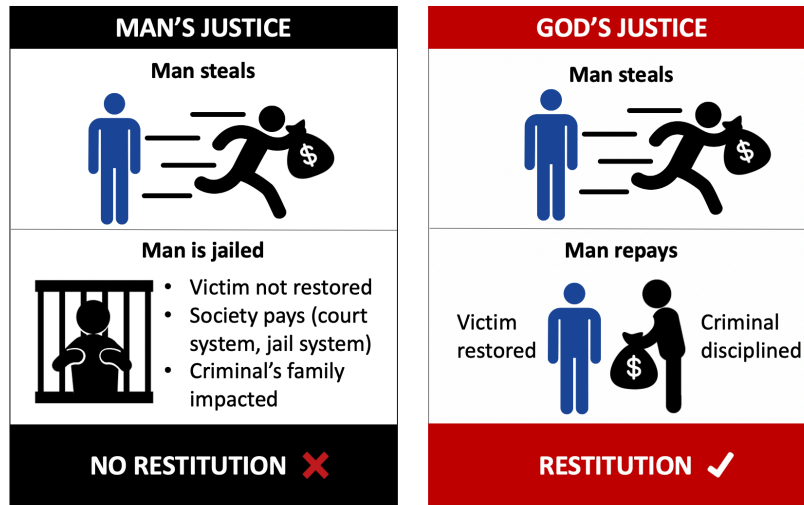 MAN'S JUSTICE
Man steals
$
Man is jailed
• Victim not restored
• Society pays (court
system, jail system)
• Criminal's family
impacted
NO RESTITUTION
GOD'S JUSTICE
Man steals
$
Man repays
Victim
restored
$
Criminal
disciplined
RESTITUTION